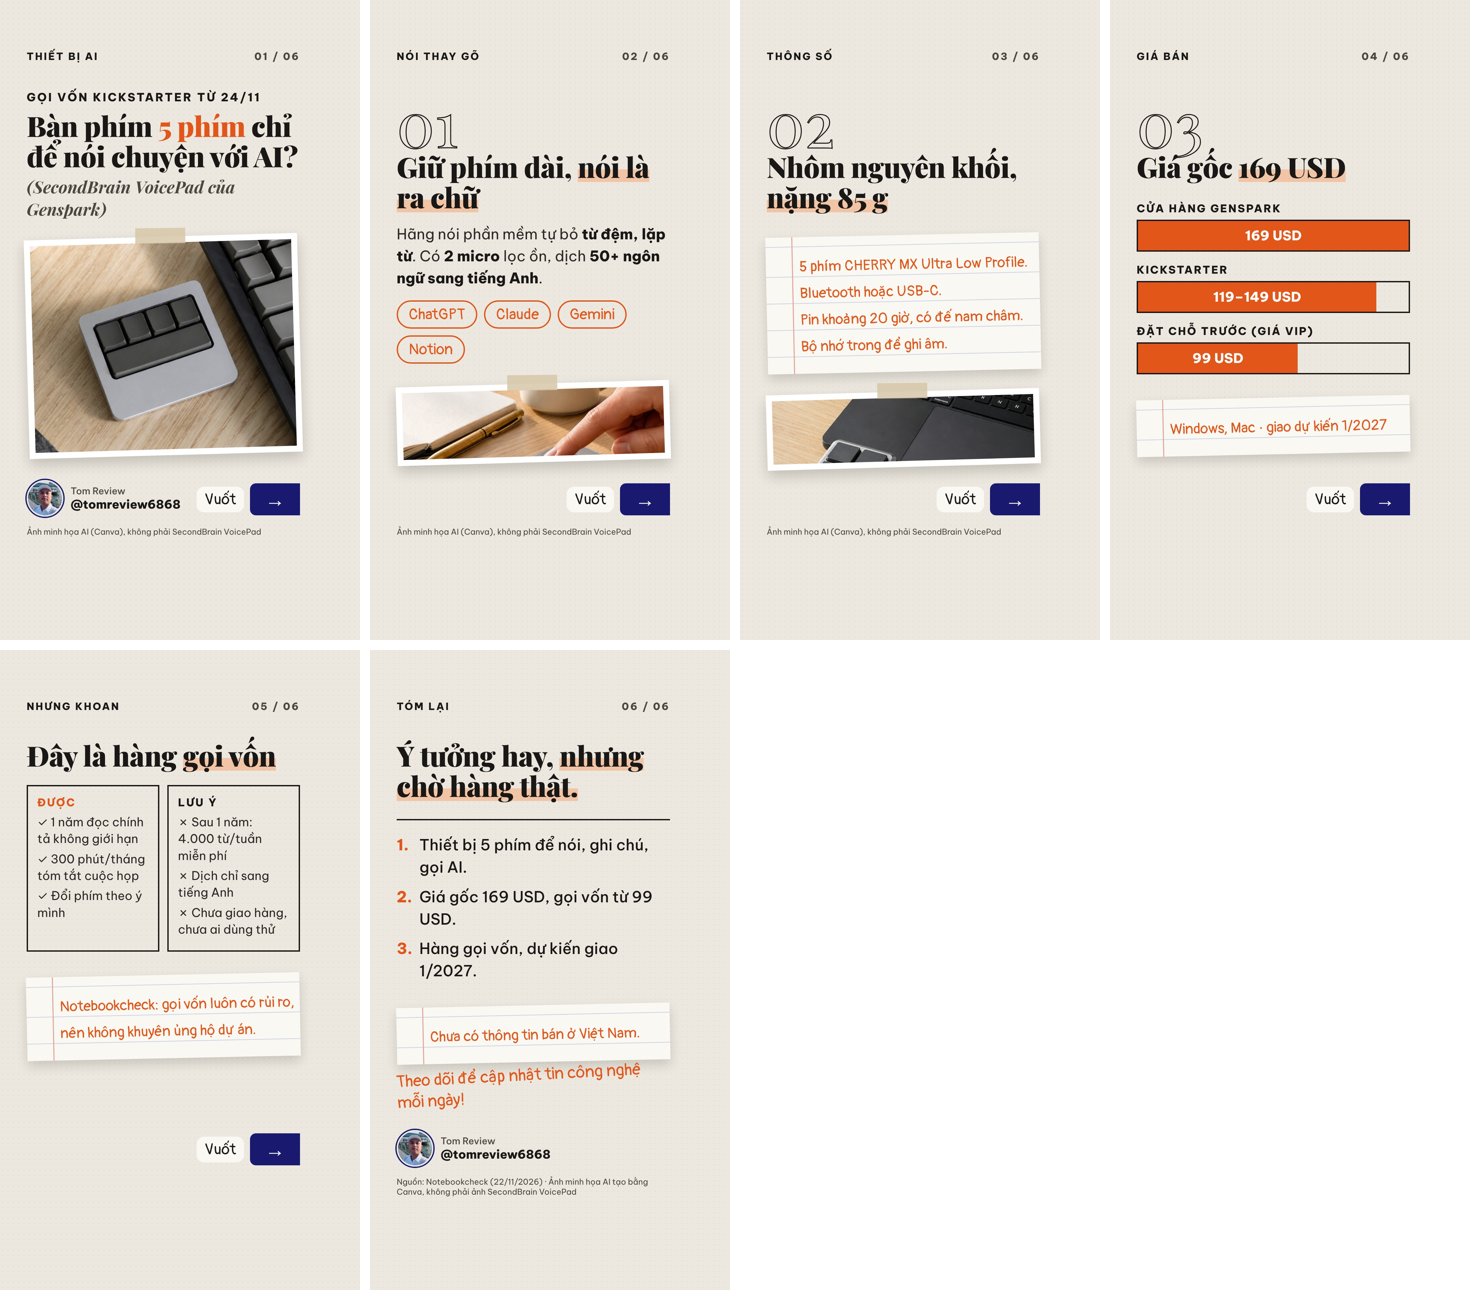 THIẾT BỊ AI
01 / 06
GỌI VỐN KICKSTARTER TỪ 24/11
Bàn phím 5 phím chỉ
để nói chuyện với AI?
(SecondBrain VoicePad của
Genspark)
Tom Review
@tomreview6868
Vuốt →
Ảnh minh họa AI (Canva), không phải SecondBrain VoicePad
NÓI THAY GÕ
02 / 06
01
Giữ phím dài, nói là
ra chữ
Hãng nói phần mềm tự bỏ từ đệm, lặp
từ. Có 2 micro lọc ồn, dịch 50+ ngôn
ngữ sang tiếng Anh.
ChatGPT
Claude
Gemini
Notion
Vuốt →
Ảnh minh họa AI (Canva), không phải SecondBrain VoicePad
THÔNG SỐ
03 / 06
02
Nhôm nguyên khối,
nặng 85 g
5 phím CHERRY MX Ultra Low Profile.
Bluetooth hoặc USB-C.
Pin khoảng 20 giờ, có đế nam châm.
Bộ nhớ trong để ghi âm.
Vuốt →
Ảnh minh họa AI (Canva), không phải SecondBrain VoicePad
GIÁ BÁN
04 / 06
03
Giá gốc 169 USD
CỬA HÀNG GENSPARK
169 USD
KICKSTARTER
119–149 USD
ĐẶT CHỖ TRƯỚC (GIÁ VIP)
99 USD
Windows, Mac · giao dự kiến 1/2027
Vuốt →
NHƯNG KHOAN
05 / 06
Đây là hàng gọi vốn
ĐƯỢC
✓ 1 năm đọc chính
tả không giới hạn
✓ 300 phút/tháng
tóm tắt cuộc họp
✓ Đổi phím theo ý
mình
LƯU Ý
× Sau 1 năm:
4.000 từ/tuần
miễn phí
× Dịch chỉ sang
tiếng Anh
× Chưa giao hàng,
chưa ai dùng thử
Notebookcheck: gọi vốn luôn có rủi ro,
nên không khuyên ủng hộ dự án.
Vuốt →
TÓM LẠI
06 / 06
Ý tưởng hay, nhưng
chờ hàng thật.
1. Thiết bị 5 phím để nói, ghi chú,
gọi AI.
2. Giá gốc 169 USD, gọi vốn từ 99
USD.
3. Hàng gọi vốn, dự kiến giao
1/2027.
Chưa có thông tin bán ở Việt Nam.
Theo dõi để cập nhật tin công nghệ
mỗi ngày!
Tom Review
@tomreview6868
Nguồn: Notebookcheck (22/11/2026) · Ảnh minh họa AI tạo bằng
Canva, không phải ảnh SecondBrain VoicePad